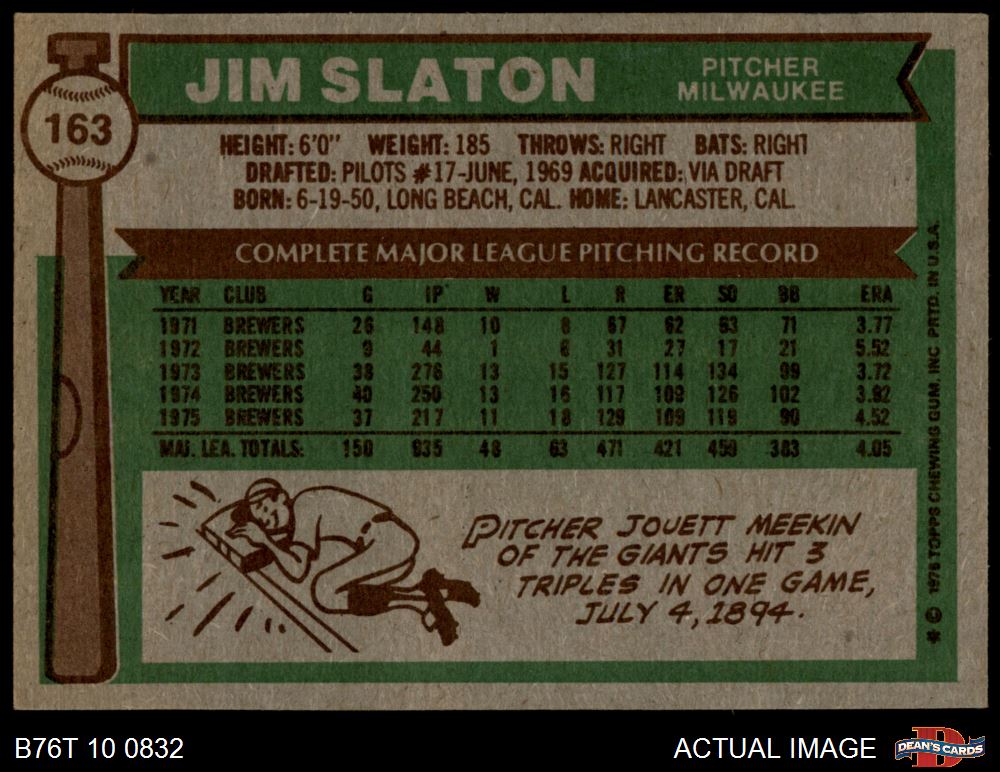 JIM SLATON
PITCHER
MILWAUKEE
163
HEIGHT: 6'0" WEIGHT: 185 THROWS: RIGHT BATS: RIGHT
DRAFTED: PILOTS #17-JUNE, 1969 ACQUIRED: VIA DRAFT
BORN: 6-19-50, LONG BEACH, CAL. HOME: LANCASTER, CAL.
COMPLETE MAJOR LEAGUE PITCHING RECORD
YEAR CLUB G IP W L R ER SO BB ERA
1971 BREWERS 26 148 10 8 67 62 63 71 3.77
1972 BREWERS 9 44 1 6 31 27 17 21 5.52
1973 BREWERS 38 276 13 15 127 114 134 99 3.72
1974 BREWERS 40 250 13 16 117 109 126 102 3.92
1975 BREWERS 37 217 11 18 129 109 119 90 4.52
MAJ. LEA. TOTALS: 150 935 48 63 471 421 459 383 4.05
PITCHER JOUETT MEEKIN
OF THE GIANTS HIT 3
TRIPLES IN ONE GAME,
JULY 4, 1894.
* © 1976 TOPPS CHEWING GUM, INC PRTD. IN U.S.A.
B76T 10 0832
ACTUAL IMAGE
D
DEAN'S CARDS